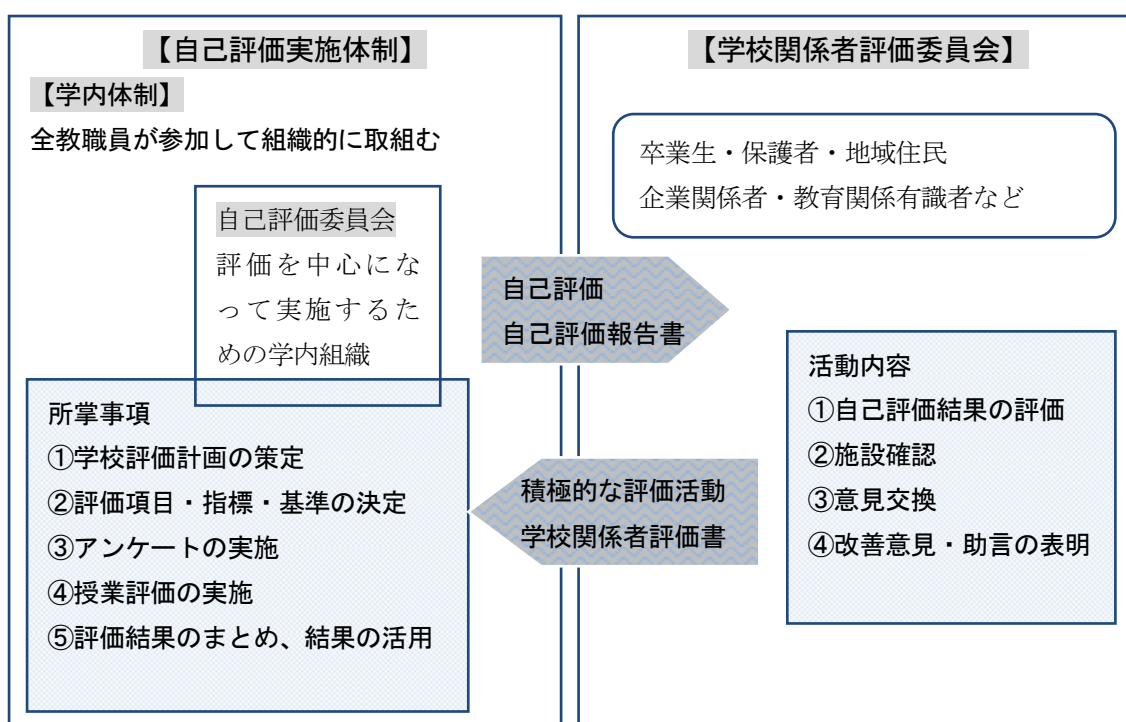 【自己評価実施体制】
【学内体制】
全教職員が参加して組織的に取組む
自己評価委員会
評価を中心にな
って実施するた
めの学内組織
所掌事項
①学校評価計画の策定
②評価項目・指標・基準の決定
③アンケートの実施
④授業評価の実施
⑤評価結果のまとめ、結果の活用
自己評価
自己評価報告書
積極的な評価活動
学校関係者評価書
【学校関係者評価委員会】
卒業生・保護者・地域住民
企業関係者・教育関係有識者など
活動内容
①自己評価結果の評価
②施設確認
③意見交換
④改善意見・助言の表明